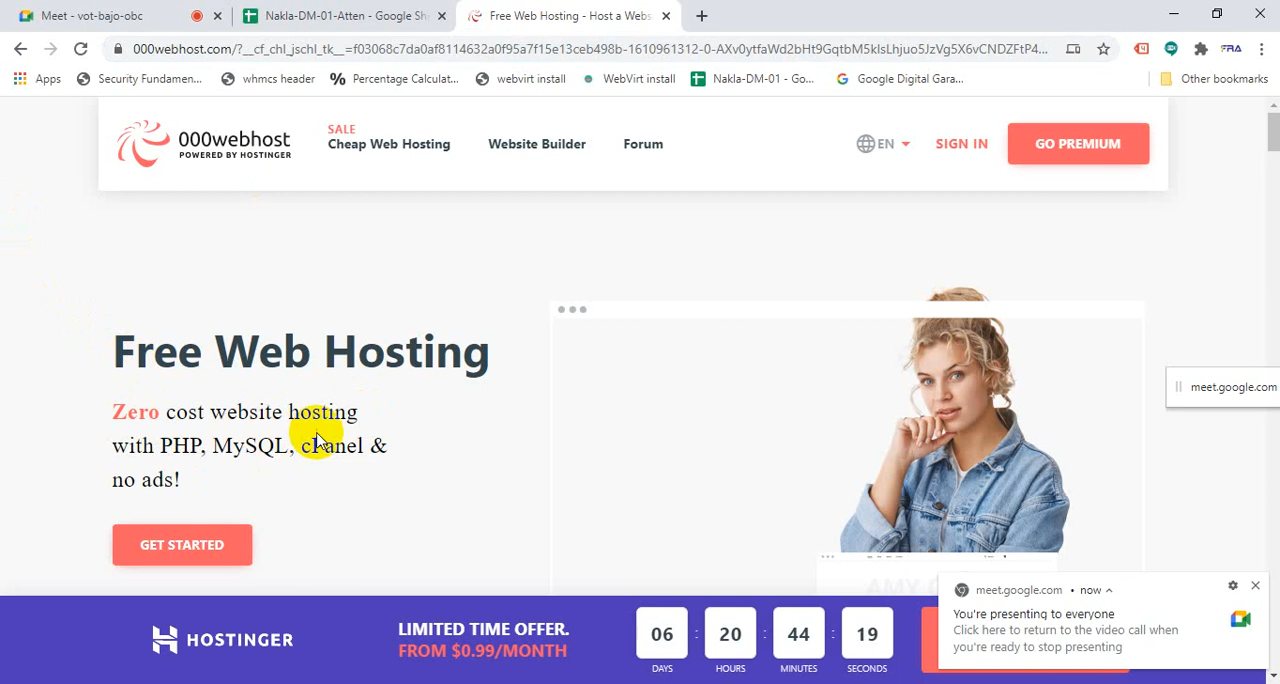 Meet - vot-bajo-obc
Nakla-DM-01-Atten - Google She
Free Web Hosting - Host a Webs
000webhost.com/?__cf_chl_jschl_tk__=f03068c7da0af8114632a0f95a7f15e13ceb498b-1610961312-0-AXv0ytfaWd2bHt9GqtbM5kIsLhjuo5JzVg5X6vCNDZFtP4...
Apps
Security Fundamen...
whmcs header
Percentage Calculat...
webvirt install
WebVirt install
Nakla-DM-01 - Go...
Google Digital Gara...
Other bookmarks
000webhost
POWERED BY HOSTINGER
SALE
Cheap Web Hosting
Website Builder
Forum
EN
SIGN IN
GO PREMIUM
Free Web Hosting
Zero cost website hosting
with PHP, MySQL, cPanel &
no ads!
GET STARTED
meet.google.com
HOSTINGER
LIMITED TIME OFFER.
FROM $0.99/MONTH
06 : 20 : 44 : 19
DAYS HOURS MINUTES SECONDS
meet.google.com • now
You're presenting to everyone
Click here to return to the video call when
you're ready to stop presenting